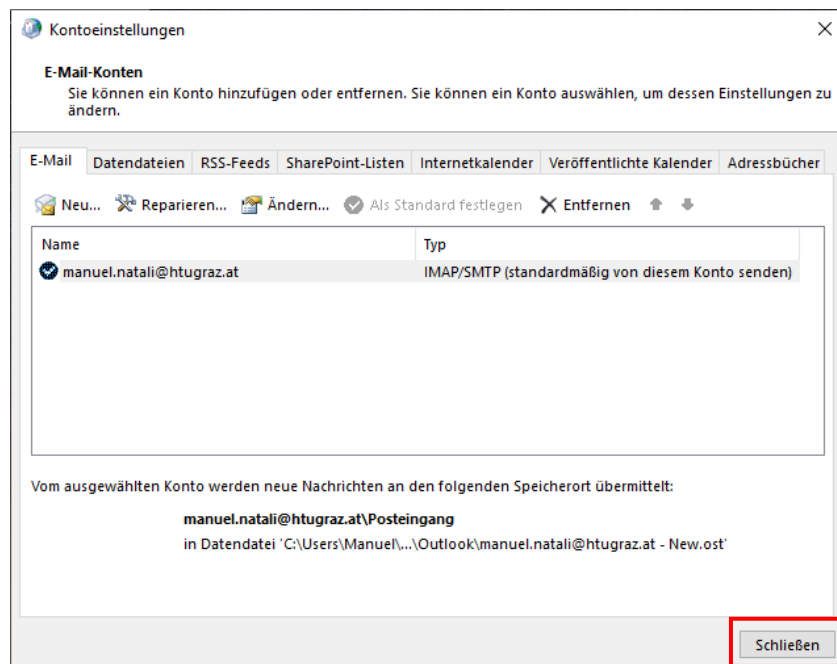 Kontoeinstellungen
E-Mail-Konten
Sie können ein Konto hinzufügen oder entfernen. Sie können ein Konto auswählen, um dessen Einstellungen zu
ändern.
E-Mail Datendateien RSS-Feeds SharePoint-Listen Internetkalender Veröffentlichte Kalender Adressbücher
Neu... Reparieren... Ändern... Als Standard festlegen Entfernen
Name Typ
manuel.natali@htugraz.at IMAP/SMTP (standardmäßig von diesem Konto senden)
Vom ausgewählten Konto werden neue Nachrichten an den folgenden Speicherort übermittelt:
manuel.natali@htugraz.at\Posteingang
in Datendatei 'C:\Users\Manuel\...\Outlook\manuel.natali@htugraz.at - New.ost'
Schließen